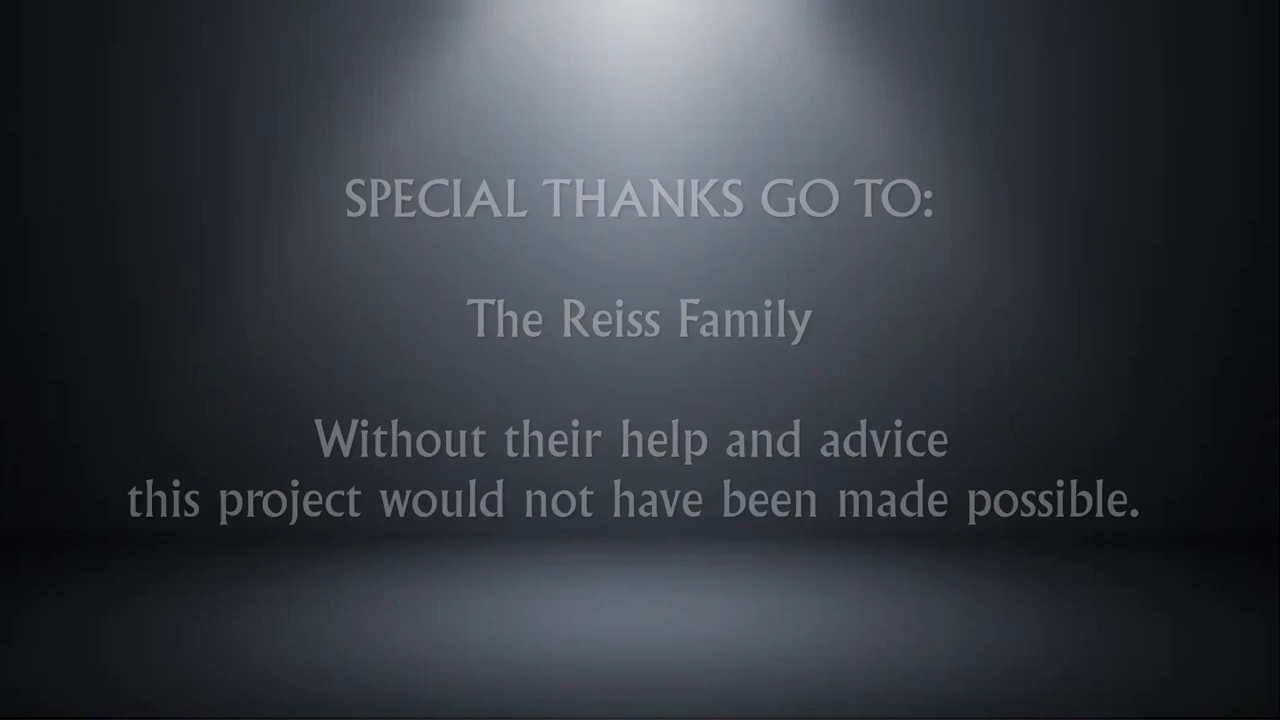 SPECIAL THANKS GO TO:
The Reiss Family
Without their help and advice
this project would not have been made possible.